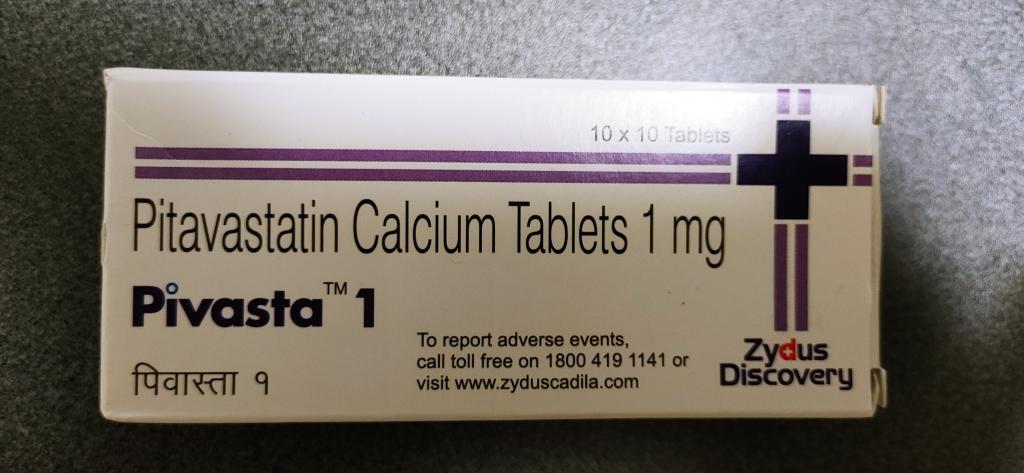 10 x 10 Tablets
Pitavastatin Calcium Tablets 1 mg
Pivasta™ 1
पिवास्ता १
To report adverse events,
call toll free on 1800 419 1141 or
visit www.zyduscadila.com
Zydus
Discovery